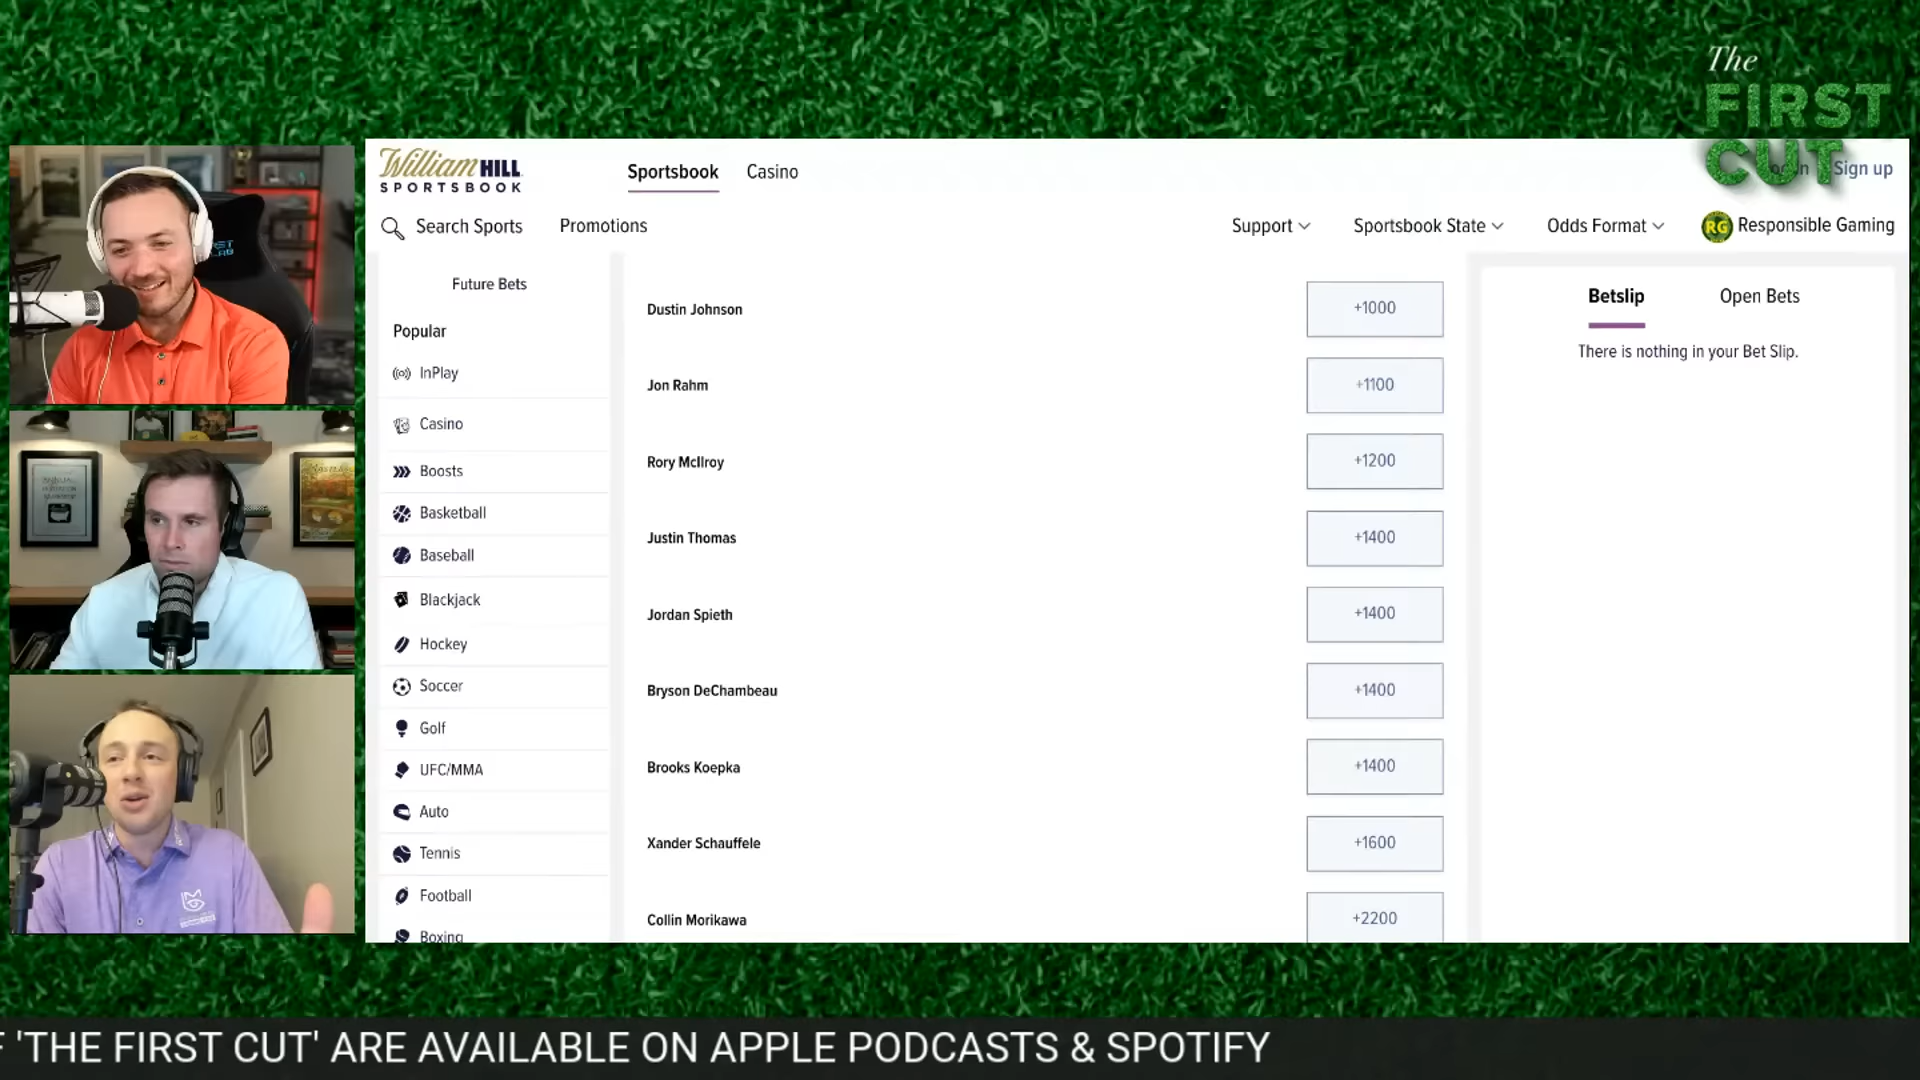 The
FIRST
CUT
William HILL
SPORTSBOOK
Sportsbook
Casino
Sign up
Search Sports
Promotions
Support
Sportsbook State
Odds Format
RG
Responsible Gaming
Future Bets
Popular
InPlay
Casino
Boosts
Basketball
Baseball
Blackjack
Hockey
Soccer
Golf
UFC/MMA
Auto
Tennis
Football
Boxing
Dustin Johnson +1000
Jon Rahm +1100
Rory McIlroy +1200
Justin Thomas +1400
Jordan Spieth +1400
Bryson DeChambeau +1400
Brooks Koepka +1400
Xander Schauffele +1600
Collin Morikawa +2200
Betslip
Open Bets
There is nothing in your Bet Slip.
'THE FIRST CUT' ARE AVAILABLE ON APPLE PODCASTS & SPOTIFY